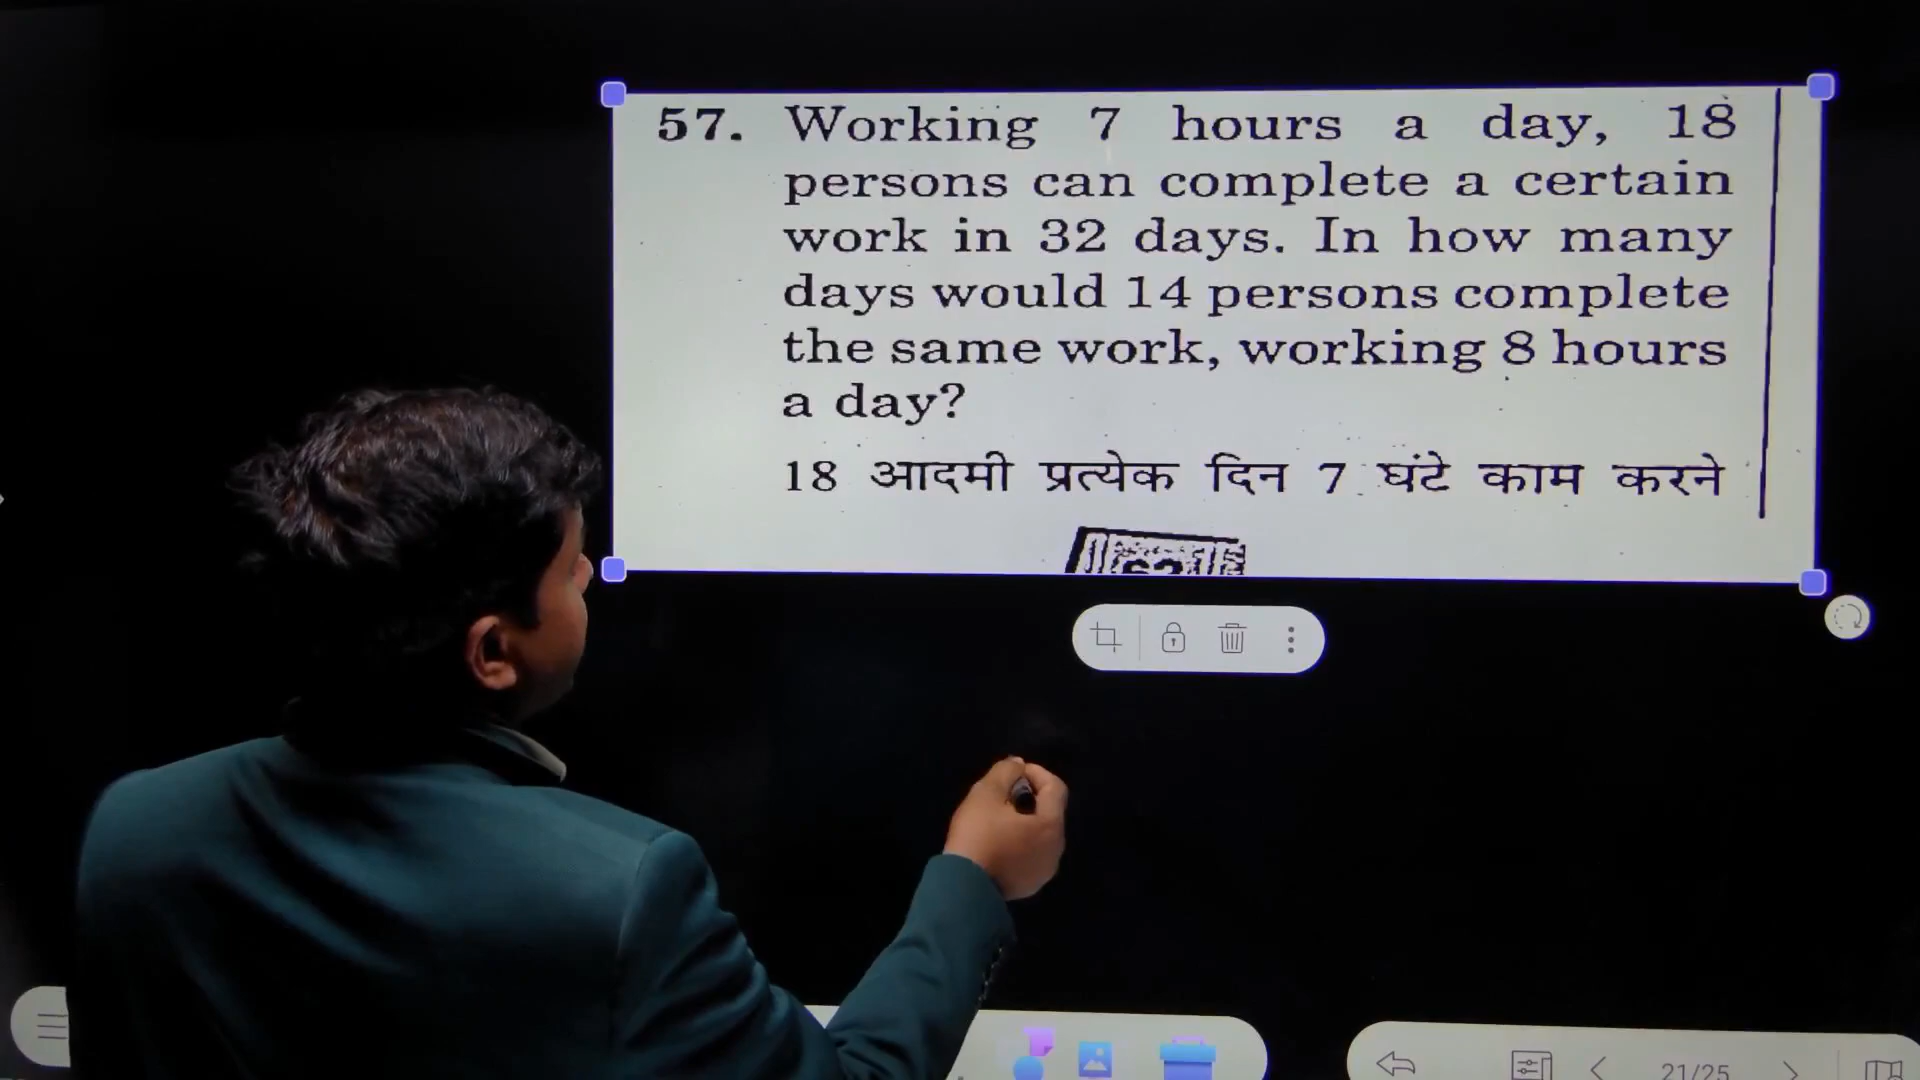 57. Working 7 hours a day, 18
persons can complete a certain
work in 32 days. In how many
days would 14 persons complete
the same work, working 8 hours
a day?
18 आदमी प्रत्येक दिन 7 घंटे काम करने
21/25